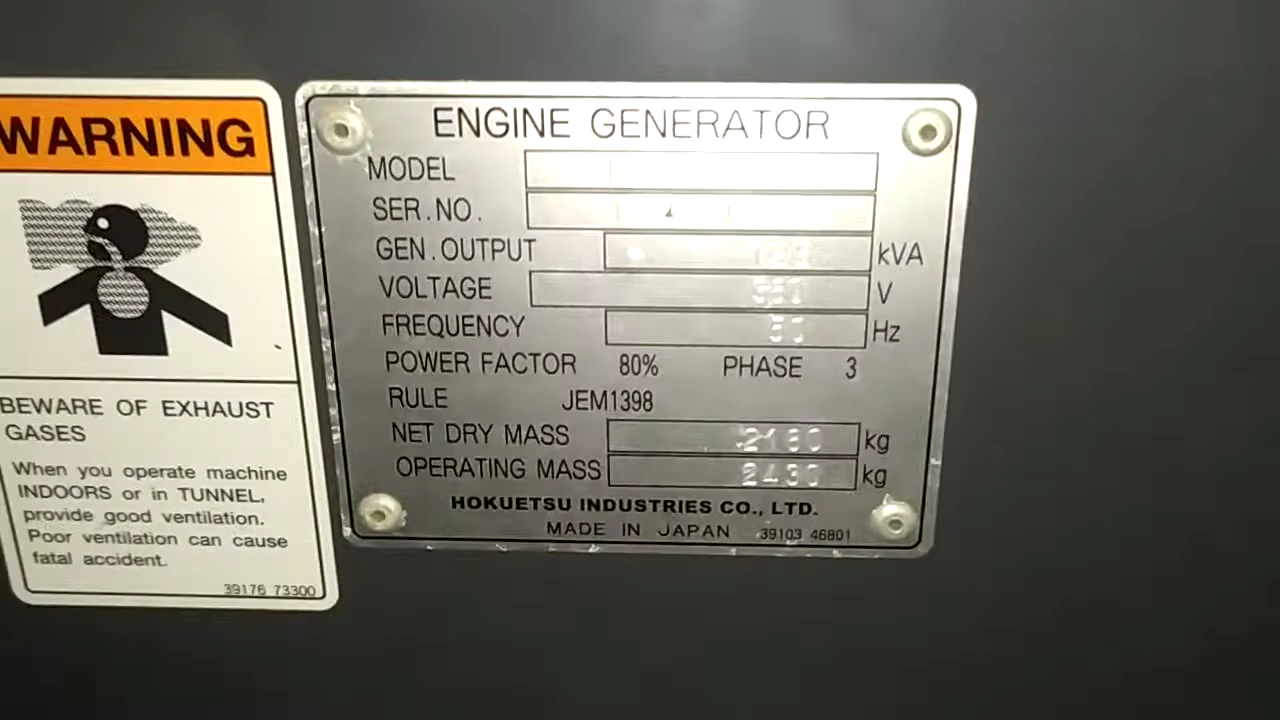 WARNING
BEWARE OF EXHAUST
GASES
When you operate machine
INDOORS or in TUNNEL,
provide good ventilation.
Poor ventilation can cause
fatal accident.
39176 73300
ENGINE GENERATOR
MODEL
SER.NO.
GEN.OUTPUT kVA
VOLTAGE V
FREQUENCY 50 Hz
POWER FACTOR 80% PHASE 3
RULE JEM1398
NET DRY MASS kg
OPERATING MASS 2430 kg
HOKUETSU INDUSTRIES CO., LTD.
MADE IN JAPAN 39103 46801